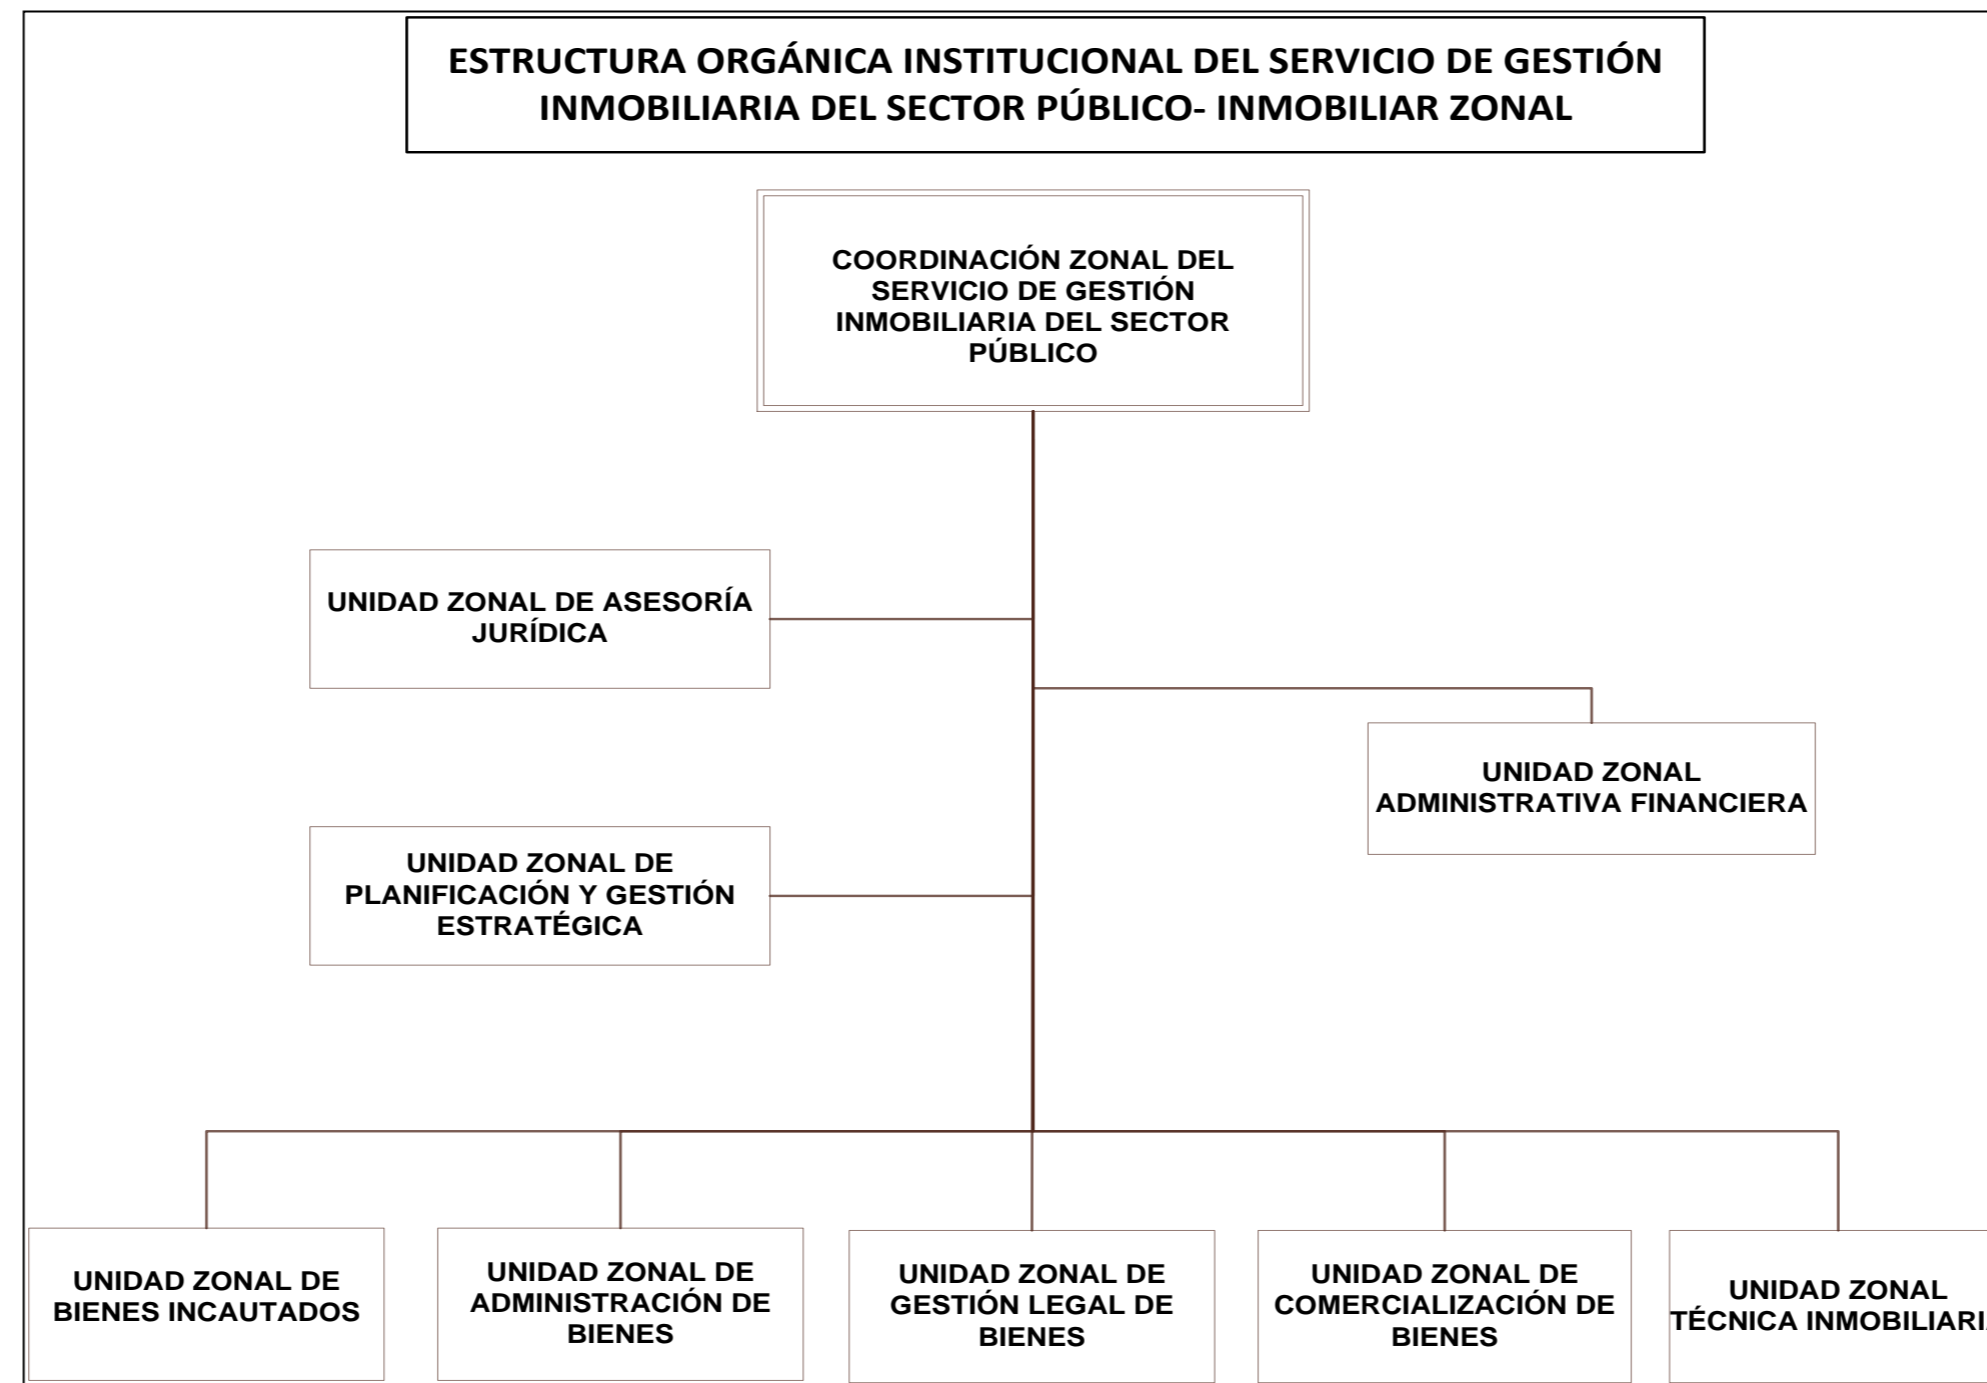 ESTRUCTURA ORGÁNICA INSTITUCIONAL DEL SERVICIO DE GESTIÓN
INMOBILIARIA DEL SECTOR PÚBLICO- INMOBILIAR ZONAL
COORDINACIÓN ZONAL DEL
SERVICIO DE GESTIÓN
INMOBILIARIA DEL SECTOR
PÚBLICO
UNIDAD ZONAL DE ASESORÍA
JURÍDICA
UNIDAD ZONAL
ADMINISTRATIVA FINANCIERA
UNIDAD ZONAL DE
PLANIFICACIÓN Y GESTIÓN
ESTRATÉGICA
UNIDAD ZONAL DE
BIENES INCAUTADOS
UNIDAD ZONAL DE
ADMINISTRACIÓN DE
BIENES
UNIDAD ZONAL DE
GESTIÓN LEGAL DE
BIENES
UNIDAD ZONAL DE
COMERCIALIZACIÓN DE
BIENES
UNIDAD ZONAL
TÉCNICA INMOBILIARIA